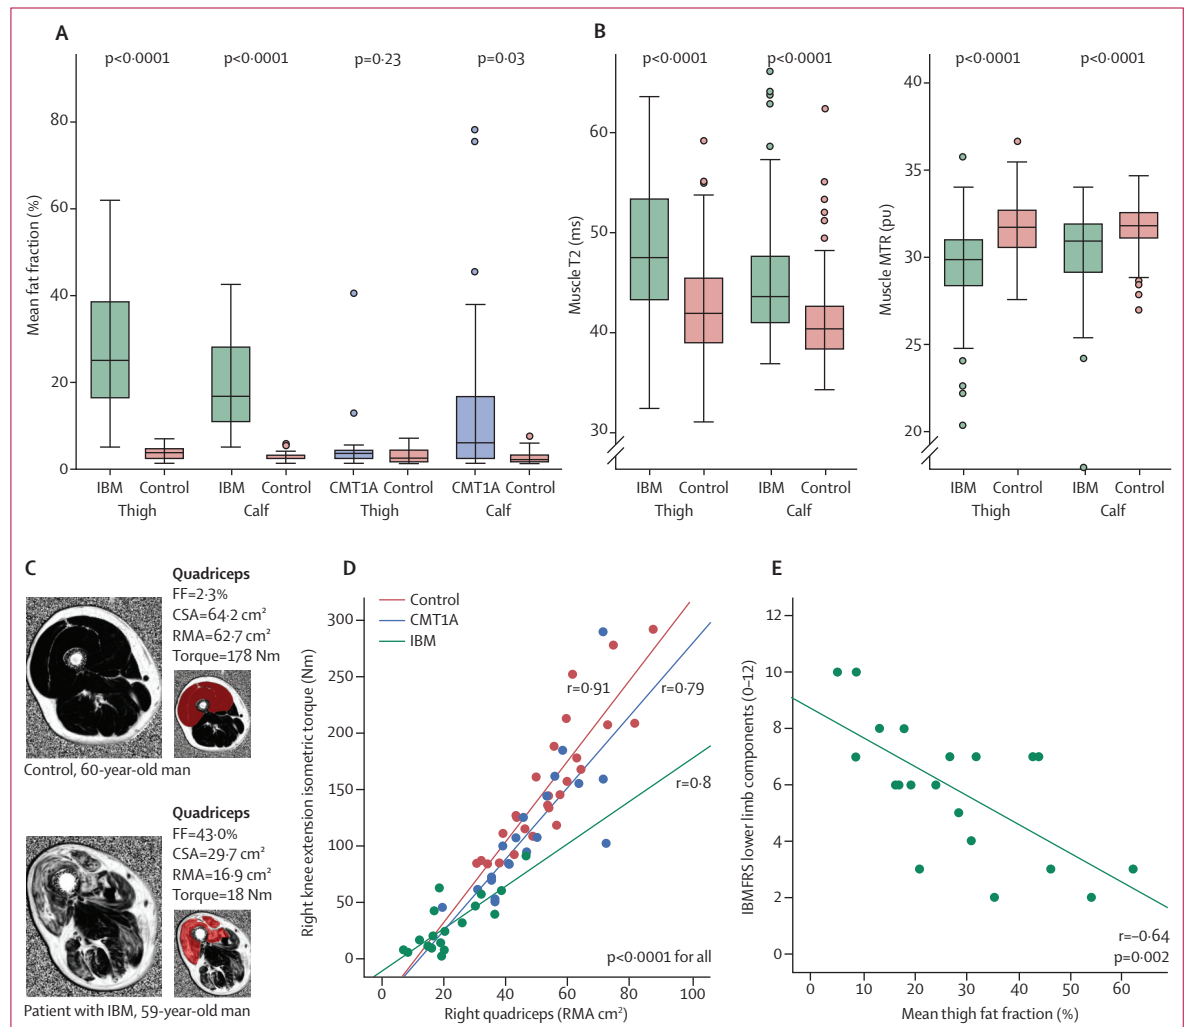 A
p<0·0001 p<0·0001 p=0·23 p=0·03
Mean fat fraction (%)
80
60
40
20
0
IBM Control IBM Control CMT1A Control CMT1A Control
Thigh Calf Thigh Calf
B
p<0·0001 p<0·0001
Muscle T2 (ms)
60
50
40
30
IBM Control IBM Control
Thigh Calf
p<0·0001 p<0·0001
Muscle MTR (pu)
40
35
30
25
20
IBM Control IBM Control
Thigh Calf
C
Quadriceps
FF=2·3%
CSA=64·2 cm²
RMA=62·7 cm²
Torque=178 Nm
Control, 60-year-old man
Quadriceps
FF=43·0%
CSA=29·7 cm²
RMA=16·9 cm²
Torque=18 Nm
Patient with IBM, 59-year-old man
D
Control
CMT1A
IBM
Right knee extension isometric torque (Nm)
300
250
200
150
100
50
0
r=0·91
r=0·79
r=0·8
p<0·0001 for all
0 20 40 60 80 100
Right quadriceps (RMA cm²)
E
IBMFRS lower limb components (0–12)
12
10
8
6
4
2
0
r=–0·64
p=0·002
0 10 20 30 40 50 60
Mean thigh fat fraction (%)